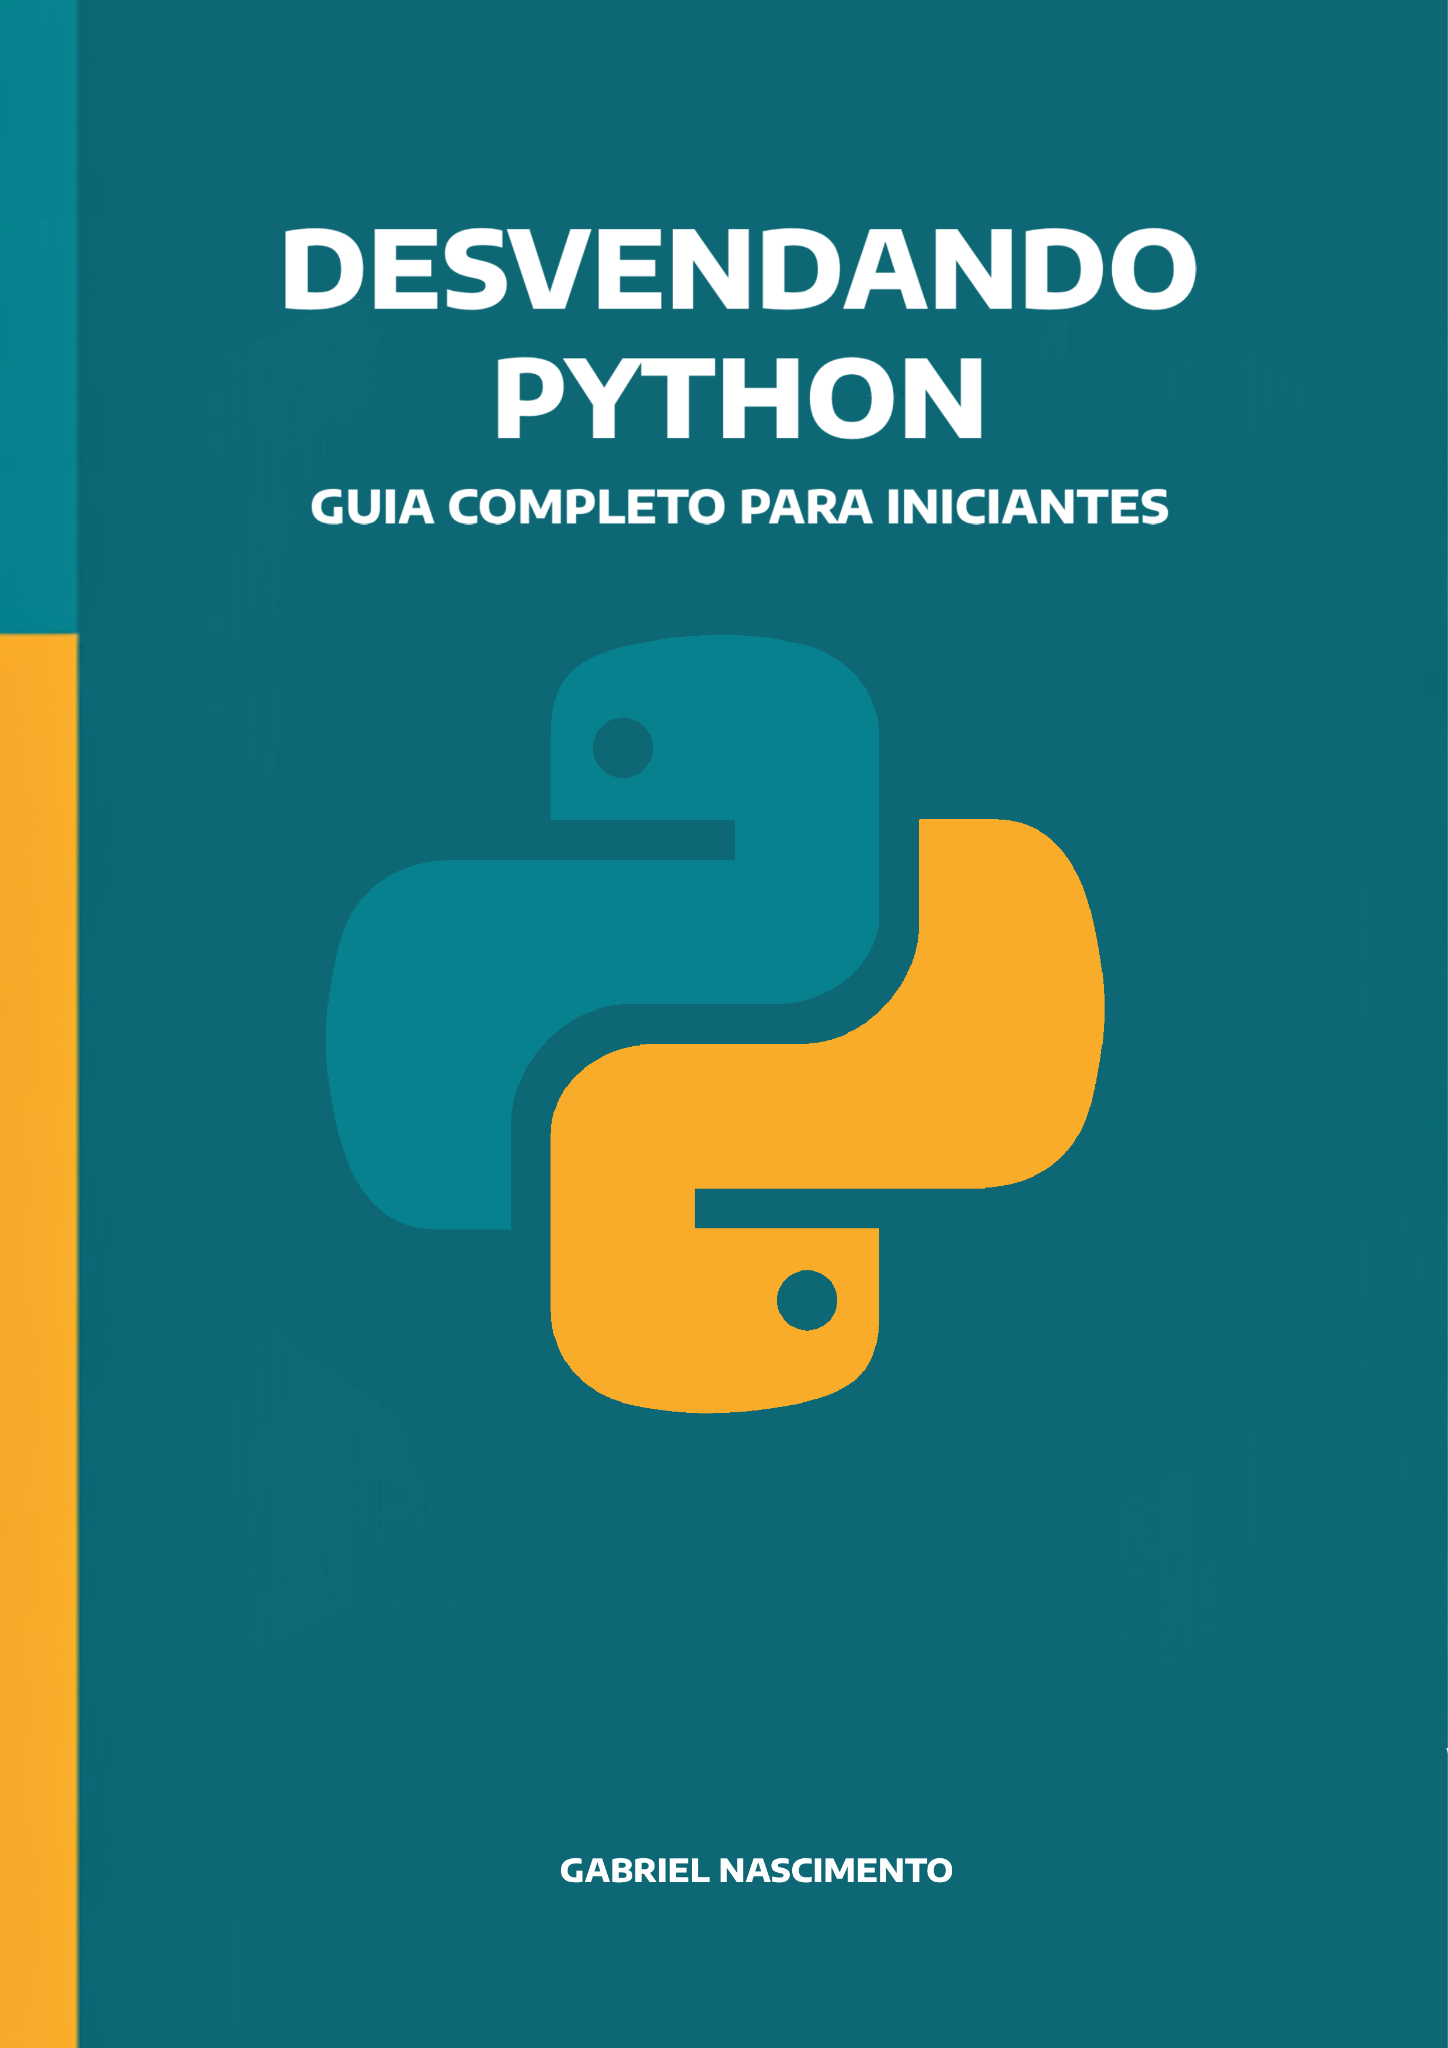 DESVENDANDO
PYTHON
GUIA COMPLETO PARA INICIANTES
GABRIEL NASCIMENTO